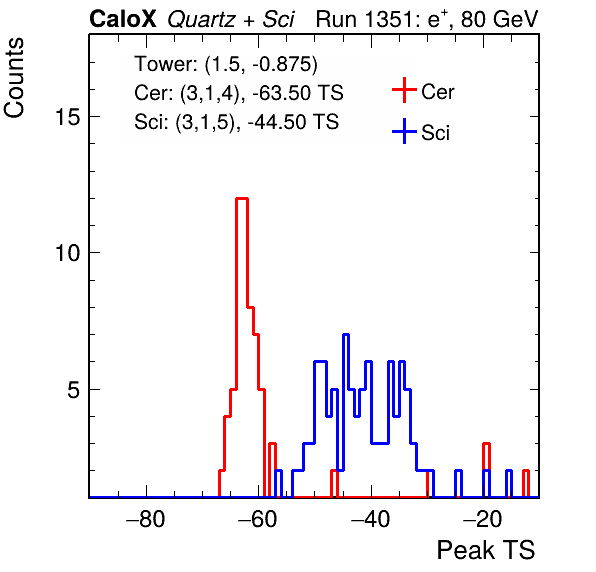 CaloX Quartz + Sci Run 1351: e⁺, 80 GeV
Tower: (1.5, -0.875)
Cer: (3,1,4), -63.50 TS
Sci: (3,1,5), -44.50 TS
Cer
Sci
Counts
15
10
5
−80 −60 −40 −20
Peak TS